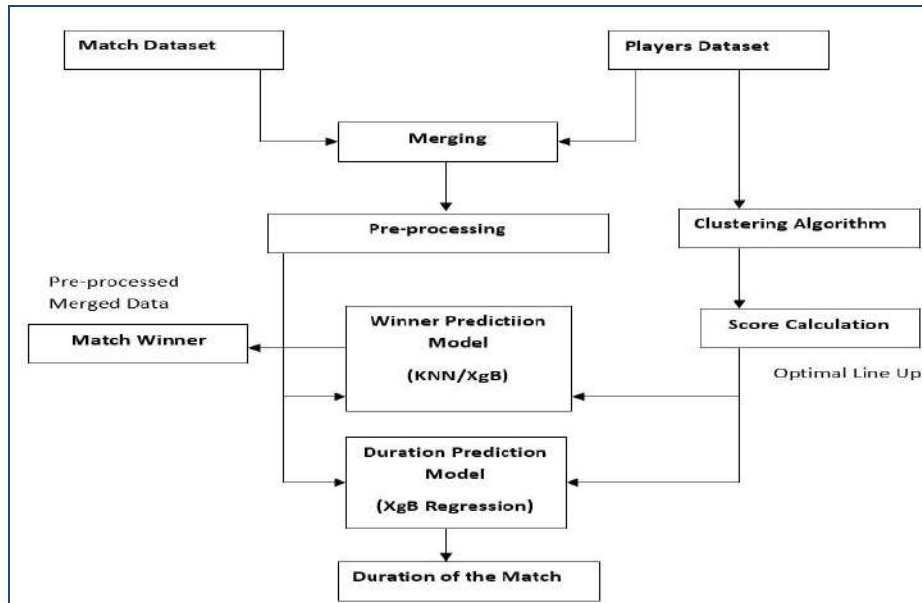 Match Dataset
Players Dataset
Merging
Pre-processing
Clustering Algorithm
Pre-processed
Merged Data
Match Winner
Winner Predictiion
Model
(KNN/XgB)
Score Calculation
Optimal Line Up
Duration Prediction
Model
(XgB Regression)
Duration of the Match